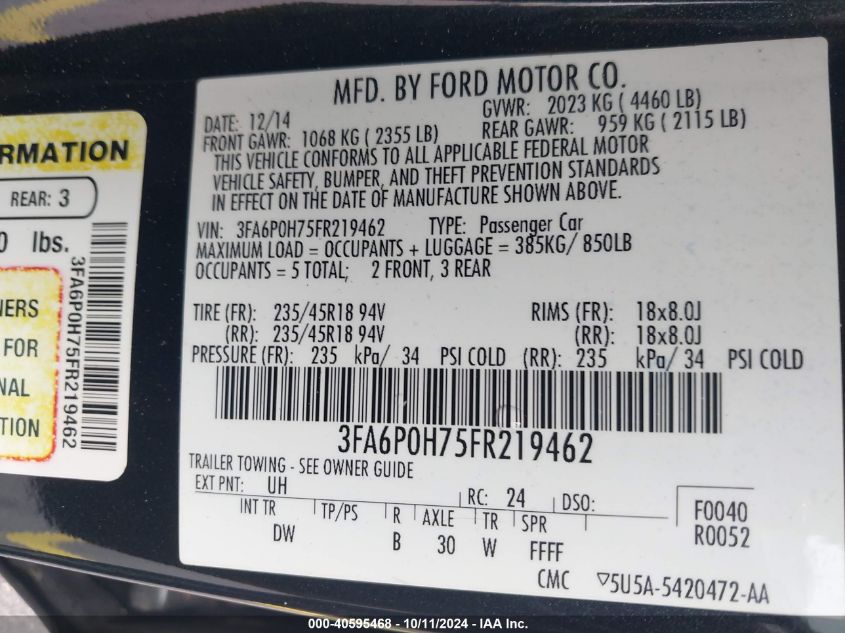 MFD. BY FORD MOTOR CO.
DATE: 12/14 GVWR: 2023 KG ( 4460 LB)
FRONT GAWR: 1068 KG ( 2355 LB) REAR GAWR: 959 KG ( 2115 LB)
THIS VEHICLE CONFORMS TO ALL APPLICABLE FEDERAL MOTOR
VEHICLE SAFETY, BUMPER, AND THEFT PREVENTION STANDARDS
IN EFFECT ON THE DATE OF MANUFACTURE SHOWN ABOVE.
VIN: 3FA6P0H75FR219462 TYPE: Passenger Car
MAXIMUM LOAD = OCCUPANTS + LUGGAGE = 385KG/ 850LB
OCCUPANTS = 5 TOTAL; 2 FRONT, 3 REAR
TIRE (FR): 235/45R18 94V RIMS (FR): 18x8.0J
(RR): 235/45R18 94V (RR): 18x8.0J
PRESSURE (FR): 235 kPa/ 34 PSI COLD (RR): 235 kPa/ 34 PSI COLD
3FA6P0H75FR219462
TRAILER TOWING - SEE OWNER GUIDE
EXT PNT: UH RC: 24 DSO: F0040
INT TR TP/PS R AXLE TR SPR R0052
DW B 30 W FFFF
CMC ▽5U5A-5420472-AA
RMATION
REAR: 3
0 lbs.
3FA6P0H75FR219462
NERS
FOR
NAL
TION
000-40595468 - 10/11/2024 - IAA Inc.